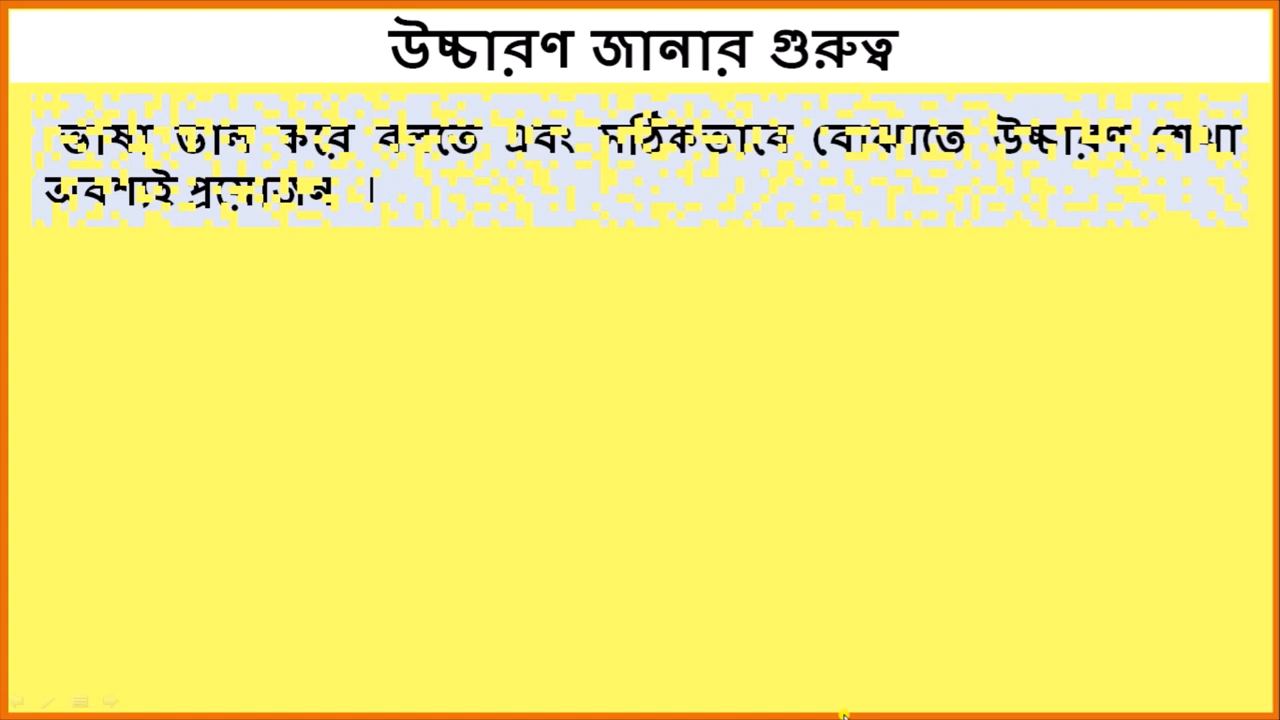 উচ্চারণ জানার গুরুত্ব
ভাষা ভাল করে বলতে এবং সঠিকভাবে বোঝাতে উচ্চারণ শেখা
অবশ্যই প্রয়োজন ।